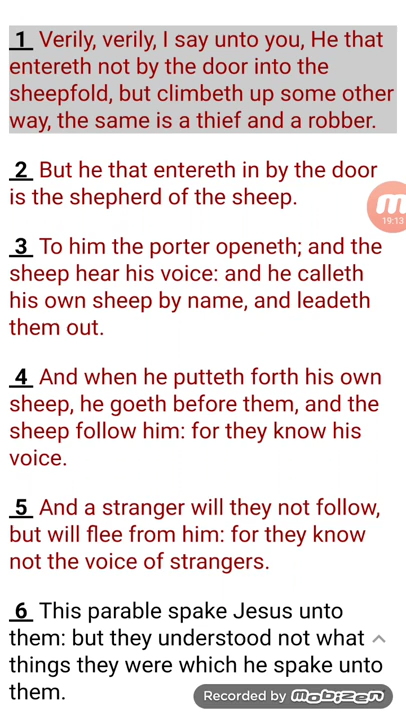 1 Verily, verily, I say unto you, He that
entereth not by the door into the
sheepfold, but climbeth up some other
way, the same is a thief and a robber.
2 But he that entereth in by the door
is the shepherd of the sheep.
m
19:13
3 To him the porter openeth; and the
sheep hear his voice: and he calleth
his own sheep by name, and leadeth
them out.
4 And when he putteth forth his own
sheep, he goeth before them, and the
sheep follow him: for they know his
voice.
5 And a stranger will they not follow,
but will flee from him: for they know
not the voice of strangers.
6 This parable spake Jesus unto
them: but they understood not what
things they were which he spake unto
them.
Recorded by mobizen